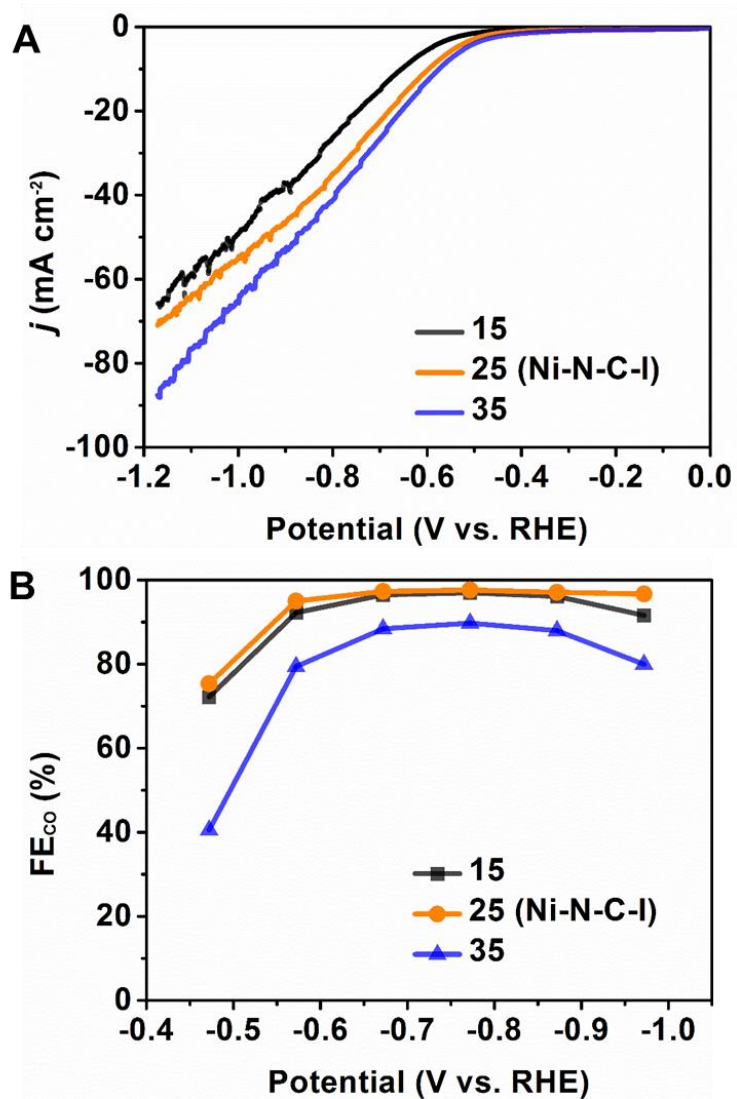 A
0
-20
-40
-60
-80
-100
j (mA cm-2)
15
25 (Ni-N-C-I)
35
-1.2 -1.0 -0.8 -0.6 -0.4 -0.2 0.0
Potential (V vs. RHE)
B
100
80
60
40
20
0
FECO (%)
15
25 (Ni-N-C-I)
35
-0.4 -0.5 -0.6 -0.7 -0.8 -0.9 -1.0
Potential (V vs. RHE)